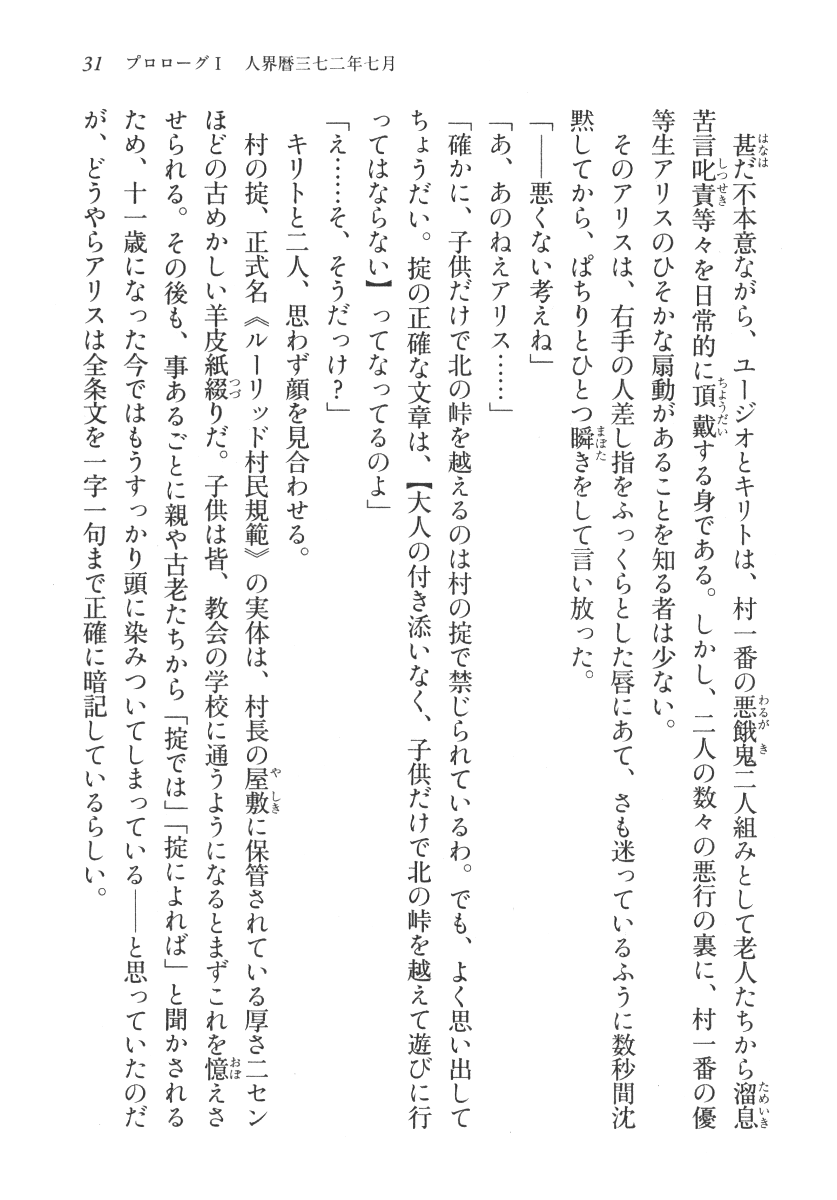 31　プロローグⅠ　人界暦三七二年七月
甚だ不本意ながら、ユージオとキリトは、村一番の悪餓鬼二人組みとして老人たちから溜息
苦言叱責等々を日常的に頂戴する身である。しかし、二人の数々の悪行の裏に、村一番の優
等生アリスのひそかな扇動があることを知る者は少ない。
そのアリスは、右手の人差し指をふっくらとした唇にあて、さも迷っているふうに数秒間沈
黙してから、ぱちりとひとつ瞬きをして言い放った。
「――悪くない考えね」
「あ、あのねえアリス……」
「確かに、子供だけで北の峠を越えるのは村の掟で禁じられているわ。でも、よく思い出して
ちょうだい。掟の正確な文章は、【大人の付き添いなく、子供だけで北の峠を越えて遊びに行
ってはならない】ってなってるのよ」
「え……そ、そうだっけ？」
キリトと二人、思わず顔を見合わせる。
村の掟、正式名《ルーリッド村民規範》の実体は、村長の屋敷に保管されている厚さ二セン
ほどの古めかしい羊皮紙綴りだ。子供は皆、教会の学校に通うようになるとまずこれを憶えさ
せられる。その後も、事あるごとに親や古老たちから「掟では」「掟によれば」と聞かされる
ため、十一歳になった今ではもうすっかり頭に染みついてしまっている――と思っていたのだ
が、どうやらアリスは全条文を一字一句まで正確に暗記しているらしい。